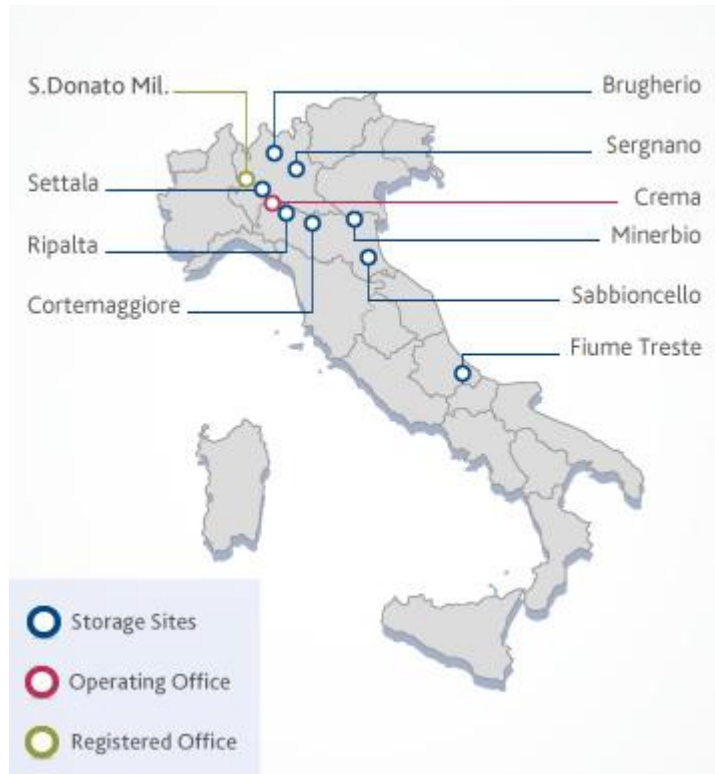 S.Donato Mil.
Brugherio
Sergnano
Settala
Crema
Minerbio
Ripalta
Sabbioncello
Cortemaggiore
Fiume Treste
Storage Sites
Operating Office
Registered Office